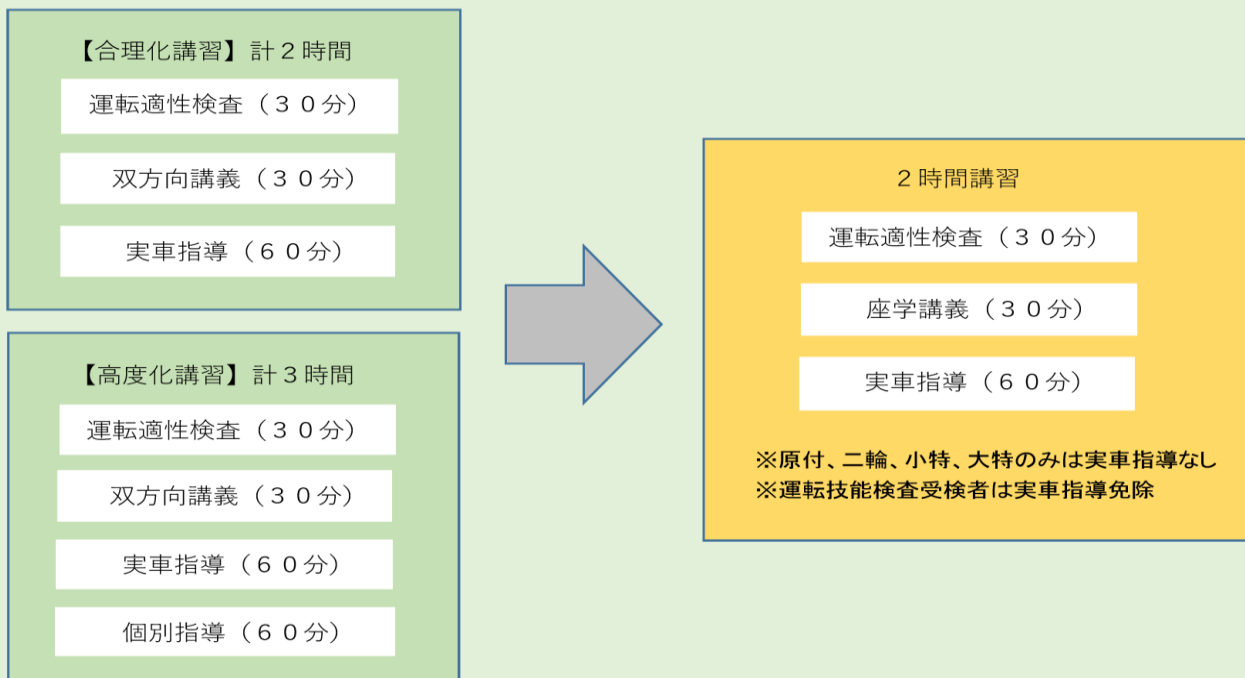 【合理化講習】計２時間
運転適性検査（３０分）
双方向講義（３０分）
実車指導（６０分）
【高度化講習】計３時間
運転適性検査（３０分）
双方向講義（３０分）
実車指導（６０分）
個別指導（６０分）
２時間講習
運転適性検査（３０分）
座学講義（３０分）
実車指導（６０分）
※原付、二輪、小特、大特のみは実車指導なし
※運転技能検査受検者は実車指導免除